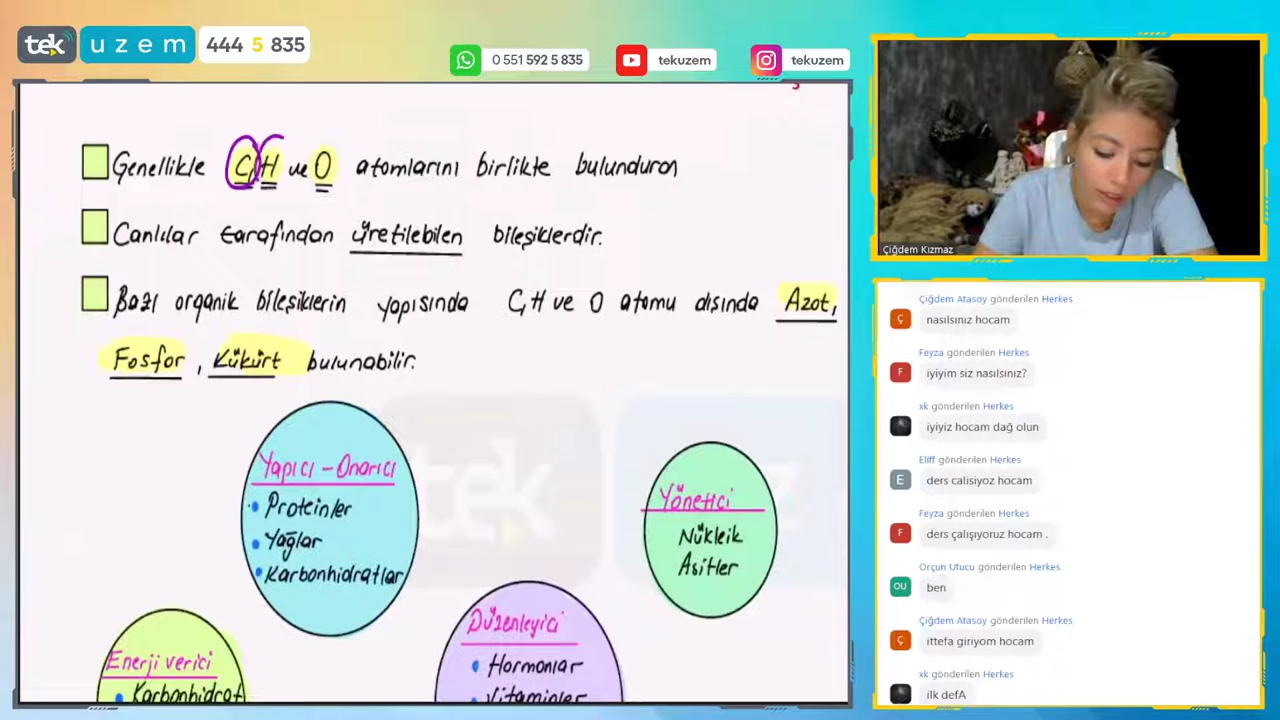 tek uzem 444 5 835
0 551 592 5 835
tekuzem
tekuzem
Genellikle C, H ve O atomlarını birlikte bulunduran
Canlılar tarafından üretilebilen bileşiklerdir.
Bazı organik bileşiklerin yapısında C, H ve O atomu dışında Azot,
Fosfor, Kükürt bulunabilir.
Yapıcı - Onarıcı
• Proteinler
• Yağlar
• Karbonhidratlar
Yönetici
Nükleik
Asitler
Enerji verici
• Karbonhidrat
Düzenleyici
• Hormonlar
• Vitaminler
tek
Çiğdem Kızmaz
Çiğdem Atasoy gönderilen Herkes
Ç
nasılsınız hocam
Feyza gönderilen Herkes
F
iyiyim siz nasılsınız?
xk gönderilen Herkes
iyiyiz hocam dağ olun
Eliff gönderilen Herkes
E
ders calisiyoz hocam
Feyza gönderilen Herkes
F
ders çalışıyoruz hocam .
Orçun Utucu gönderilen Herkes
OU
ben
Çiğdem Atasoy gönderilen Herkes
Ç
ittefa giriyom hocam
xk gönderilen Herkes
ilk defA